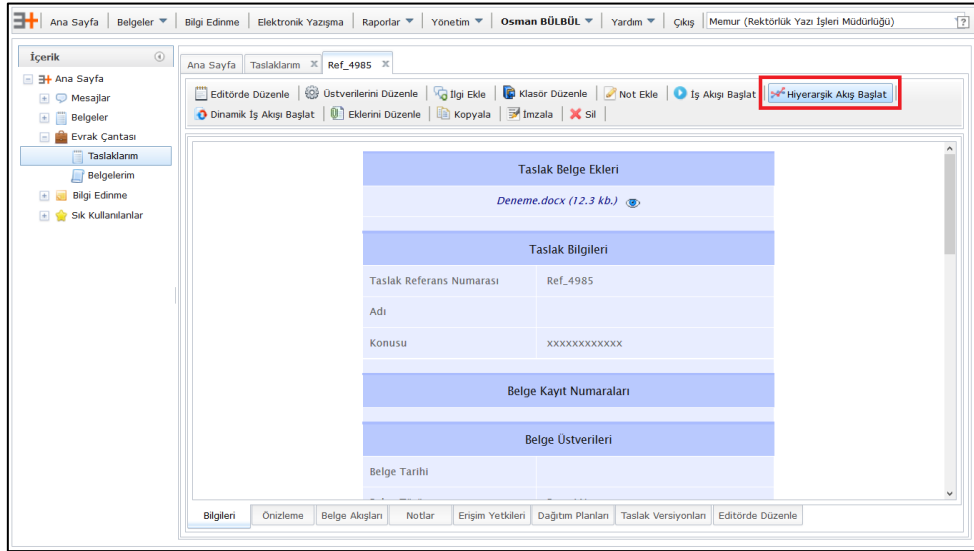 Ana Sayfa Belgeler Bilgi Edinme Elektronik Yazışma Raporlar Yönetim Osman BÜLBÜL Yardım Çıkış Memur (Rektörlük Yazı İşleri Müdürlüğü) ?
İçerik
Ana Sayfa
Mesajlar
Belgeler
Evrak Çantası
Taslaklarım
Belgelerim
Bilgi Edinme
Sık Kullanılanlar
Ana Sayfa Taslaklarım X Ref_4985 X
Editörde Düzenle Üstverilerini Düzenle İlgi Ekle Klasör Düzenle Not Ekle İş Akışı Başlat Hiyerarşik Akış Başlat
Dinamik İş Akışı Başlat Eklerini Düzenle Kopyala İmzala Sil
Taslak Belge Ekleri
Deneme.docx (12.3 kb.)
Taslak Bilgileri
Taslak Referans Numarası Ref_4985
Adı
Konusu xxxxxxxxxxxx
Belge Kayıt Numaraları
Belge Üstverileri
Belge Tarihi
Bilgileri Önizleme Belge Akışları Notlar Erişim Yetkileri Dağıtım Planları Taslak Versiyonları Editörde Düzenle